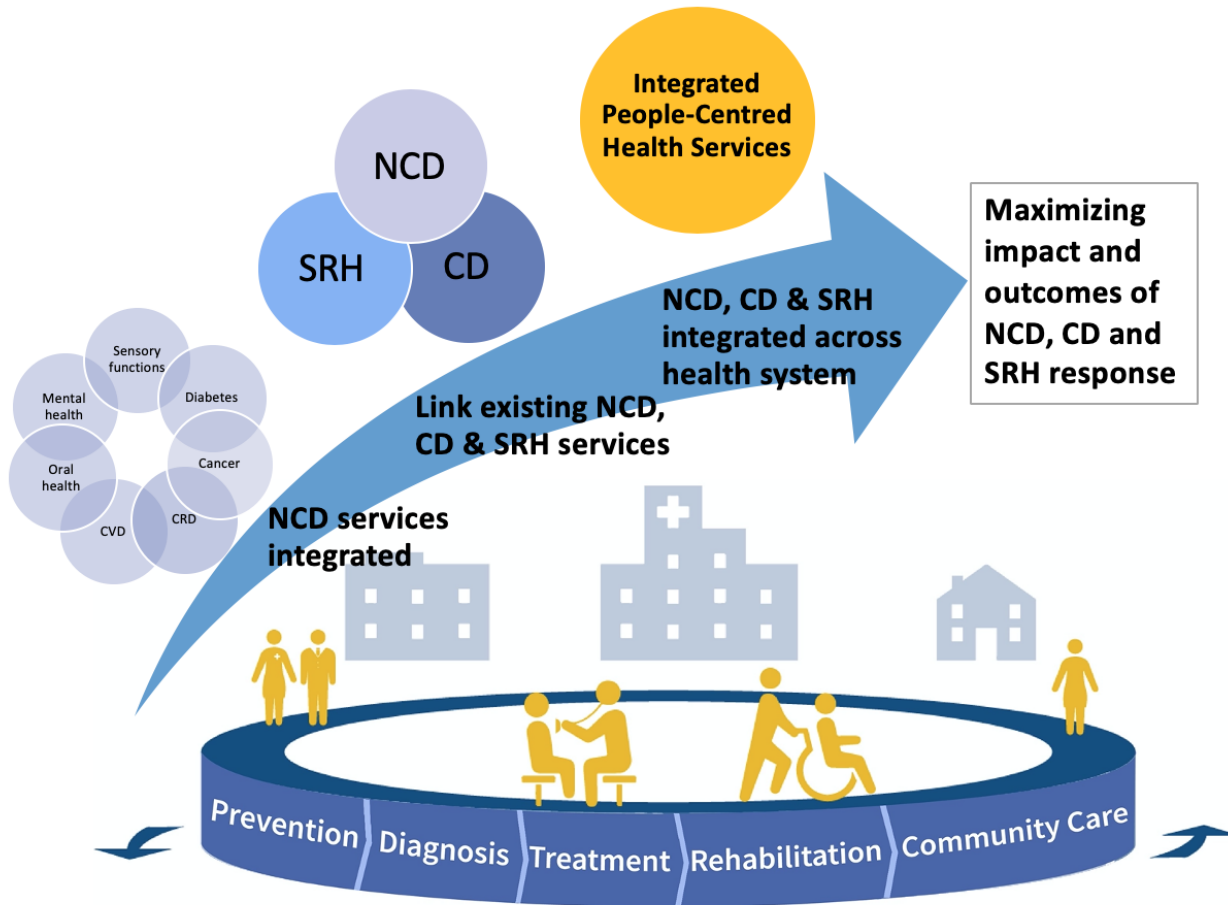 Integrated
People-Centred
Health Services
NCD
SRH
CD
Maximizing
impact and
outcomes of
NCD, CD and
SRH response
NCD, CD & SRH
integrated across
health system
Link existing NCD,
CD & SRH services
NCD services
integrated
Sensory
functions
Diabetes
Cancer
CRD
CVD
Oral
health
Mental
health
Prevention
Diagnosis
Treatment
Rehabilitation
Community Care